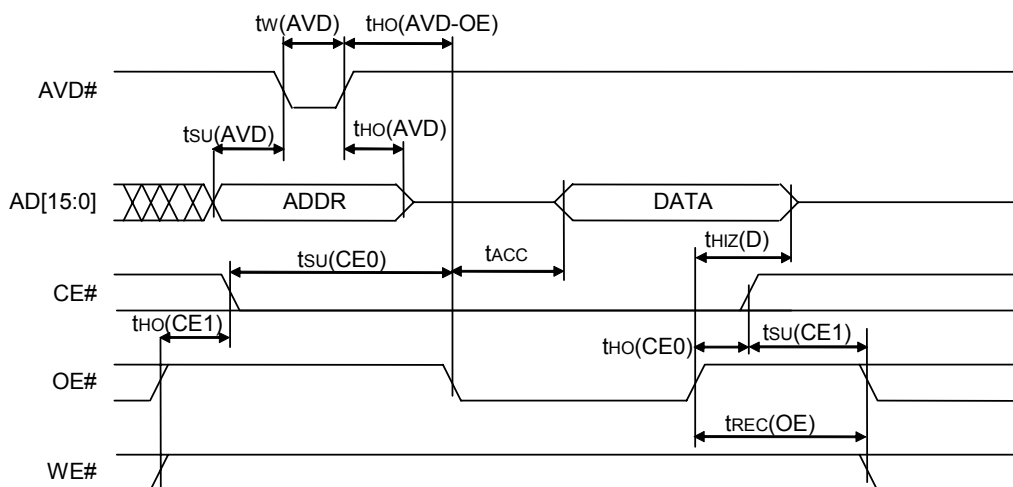 tW(AVD) tHO(AVD-OE)
AVD#
tSU(AVD) tHO(AVD)
AD[15:0] ADDR DATA
tHIZ(D)
tSU(CE0) tACC
CE#
tHO(CE1) tHO(CE0) tSU(CE1)
OE#
tREC(OE)
WE#